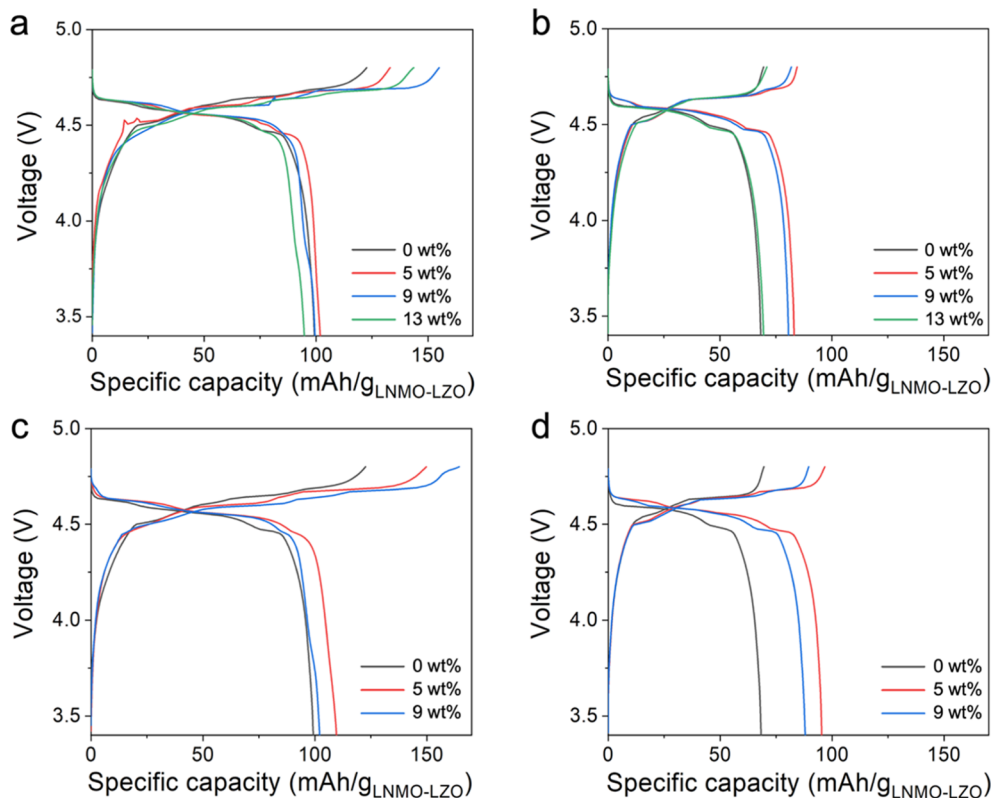 a
5.0
4.5
4.0
3.5
Voltage (V)
0 wt%
5 wt%
9 wt%
13 wt%
0 50 100 150
Specific capacity (mAh/gLNMO-LZO)
b
5.0
4.5
4.0
3.5
Voltage (V)
0 wt%
5 wt%
9 wt%
13 wt%
0 50 100 150
Specific capacity (mAh/gLNMO-LZO)
c
5.0
4.5
4.0
3.5
Voltage (V)
0 wt%
5 wt%
9 wt%
0 50 100 150
Specific capacity (mAh/gLNMO-LZO)
d
5.0
4.5
4.0
3.5
Voltage (V)
0 wt%
5 wt%
9 wt%
0 50 100 150
Specific capacity (mAh/gLNMO-LZO)